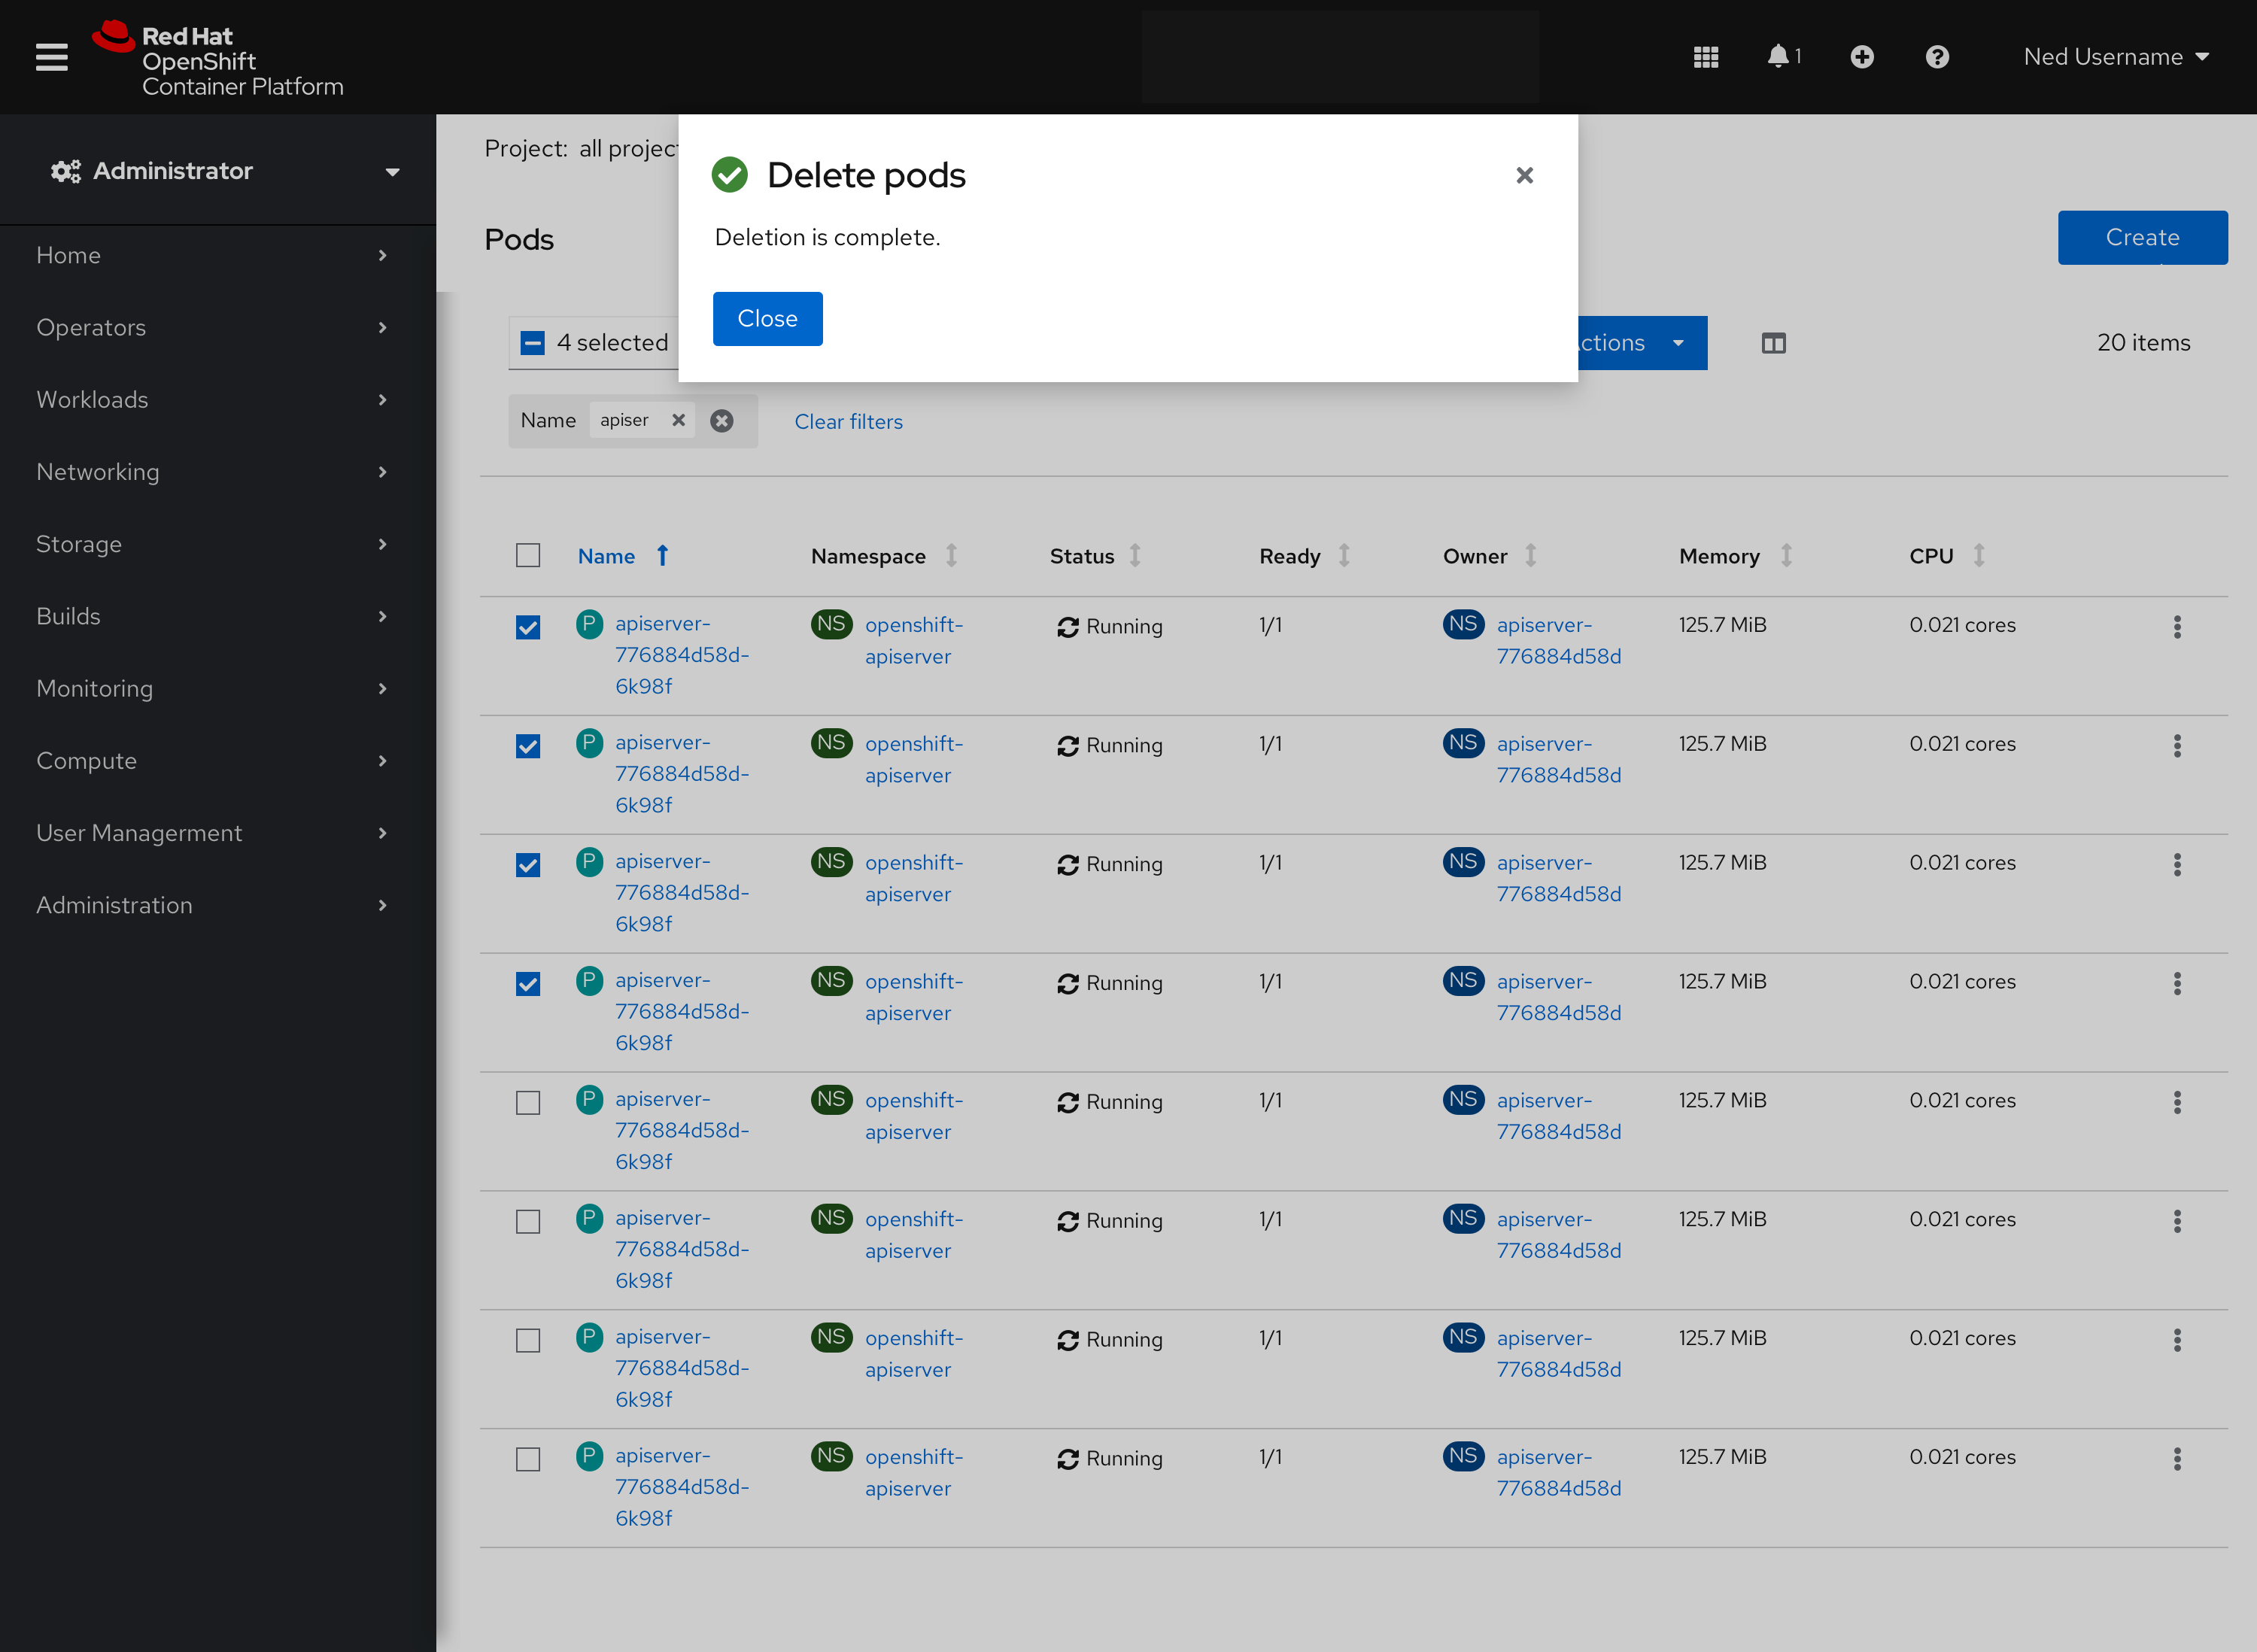 Red Hat
OpenShift
Container Platform
1
Ned Username
Administrator
Home
Operators
Workloads
Networking
Storage
Builds
Monitoring
Compute
User Managerment
Administration
Project: all projec
Pods
Create
Delete pods
Deletion is complete.
Close
4 selected
ctions
20 items
Name apiser
Clear filters
Name Namespace Status Ready Owner Memory CPU
P apiserver- NS openshift- Running 1/1 NS apiserver- 125.7 MiB 0.021 cores
776884d58d- apiserver 776884d58d
6k98f
P apiserver- NS openshift- Running 1/1 NS apiserver- 125.7 MiB 0.021 cores
776884d58d- apiserver 776884d58d
6k98f
P apiserver- NS openshift- Running 1/1 NS apiserver- 125.7 MiB 0.021 cores
776884d58d- apiserver 776884d58d
6k98f
P apiserver- NS openshift- Running 1/1 NS apiserver- 125.7 MiB 0.021 cores
776884d58d- apiserver 776884d58d
6k98f
P apiserver- NS openshift- Running 1/1 NS apiserver- 125.7 MiB 0.021 cores
776884d58d- apiserver 776884d58d
6k98f
P apiserver- NS openshift- Running 1/1 NS apiserver- 125.7 MiB 0.021 cores
776884d58d- apiserver 776884d58d
6k98f
P apiserver- NS openshift- Running 1/1 NS apiserver- 125.7 MiB 0.021 cores
776884d58d- apiserver 776884d58d
6k98f
P apiserver- NS openshift- Running 1/1 NS apiserver- 125.7 MiB 0.021 cores
776884d58d- apiserver 776884d58d
6k98f